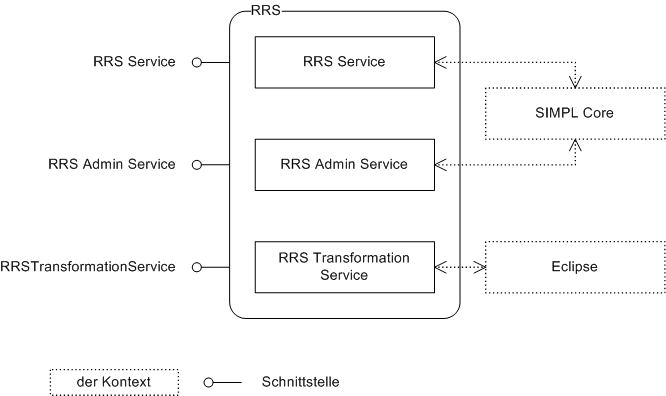 RRS
RRS Service
RRS Service
SIMPL Core
RRS Admin Service
RRS Admin Service
RRSTransformationService
RRS Transformation
Service
Eclipse
der Kontext
Schnittstelle